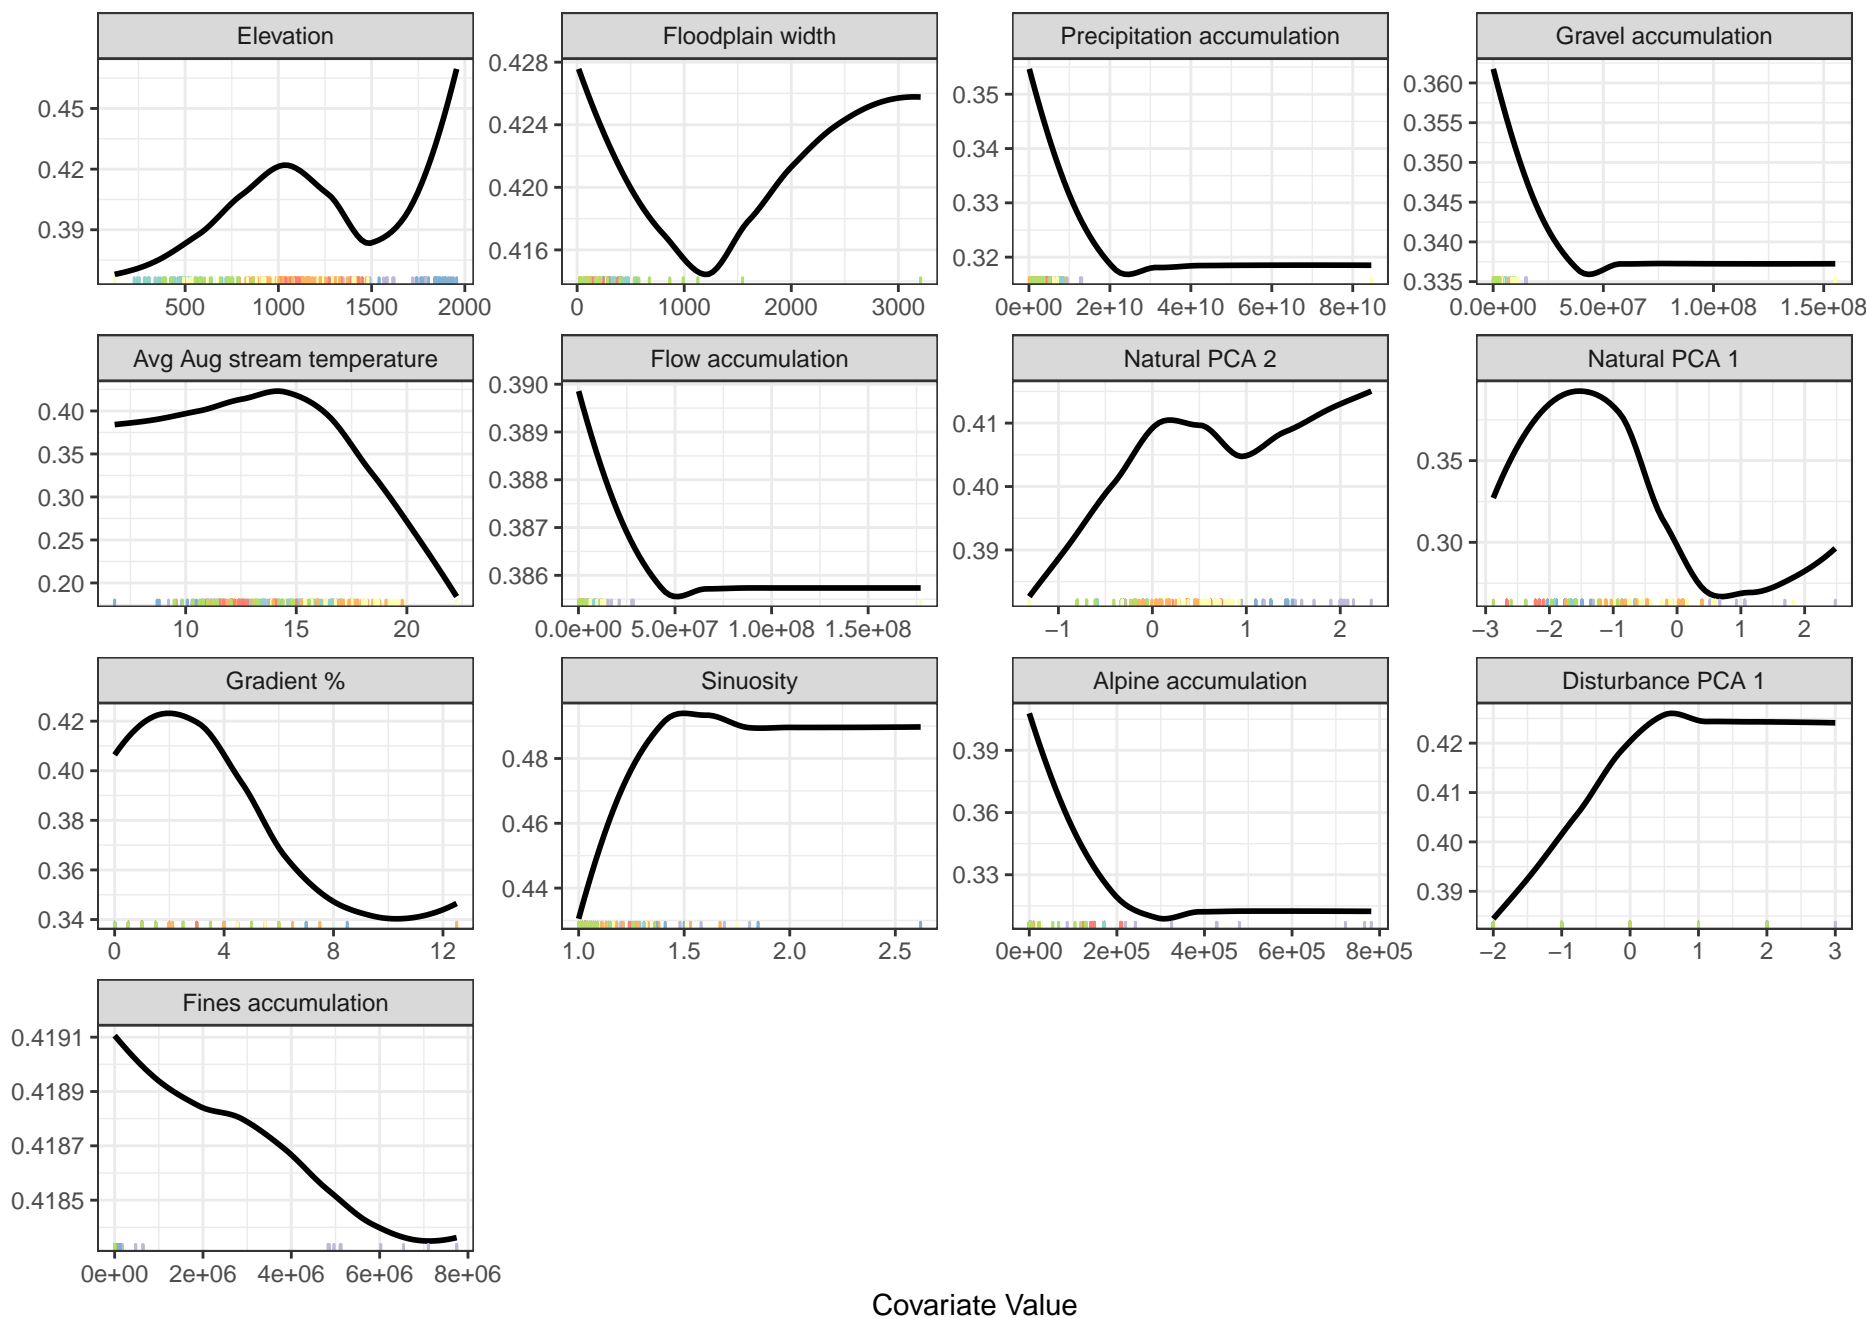 Elevation
Floodplain width
Precipitation accumulation
Gravel accumulation
0.45
0.42
0.39
500 1000 1500 2000
0.428
0.424
0.420
0.416
0 1000 2000 3000
0.35
0.34
0.33
0.32
0e+00 2e+10 4e+10 6e+10 8e+10
0.360
0.355
0.350
0.345
0.340
0.335
0.0e+00 5.0e+07 1.0e+08 1.5e+08
Avg Aug stream temperature
Flow accumulation
Natural PCA 2
Natural PCA 1
0.40
0.35
0.30
0.25
0.20
10 15 20
0.390
0.389
0.388
0.387
0.386
0.0e+00 5.0e+07 1.0e+08 1.5e+08
0.41
0.40
0.39
−1 0 1 2
0.35
0.30
−3 −2 −1 0 1 2
Gradient %
Sinuosity
Alpine accumulation
Disturbance PCA 1
0.42
0.40
0.38
0.36
0.34
0 4 8 12
0.48
0.46
0.44
1.0 1.5 2.0 2.5
0.39
0.36
0.33
0e+00 2e+05 4e+05 6e+05 8e+05
0.42
0.41
0.40
0.39
−2 −1 0 1 2 3
Fines accumulation
0.4191
0.4189
0.4187
0.4185
0e+00 2e+06 4e+06 6e+06 8e+06
Covariate Value